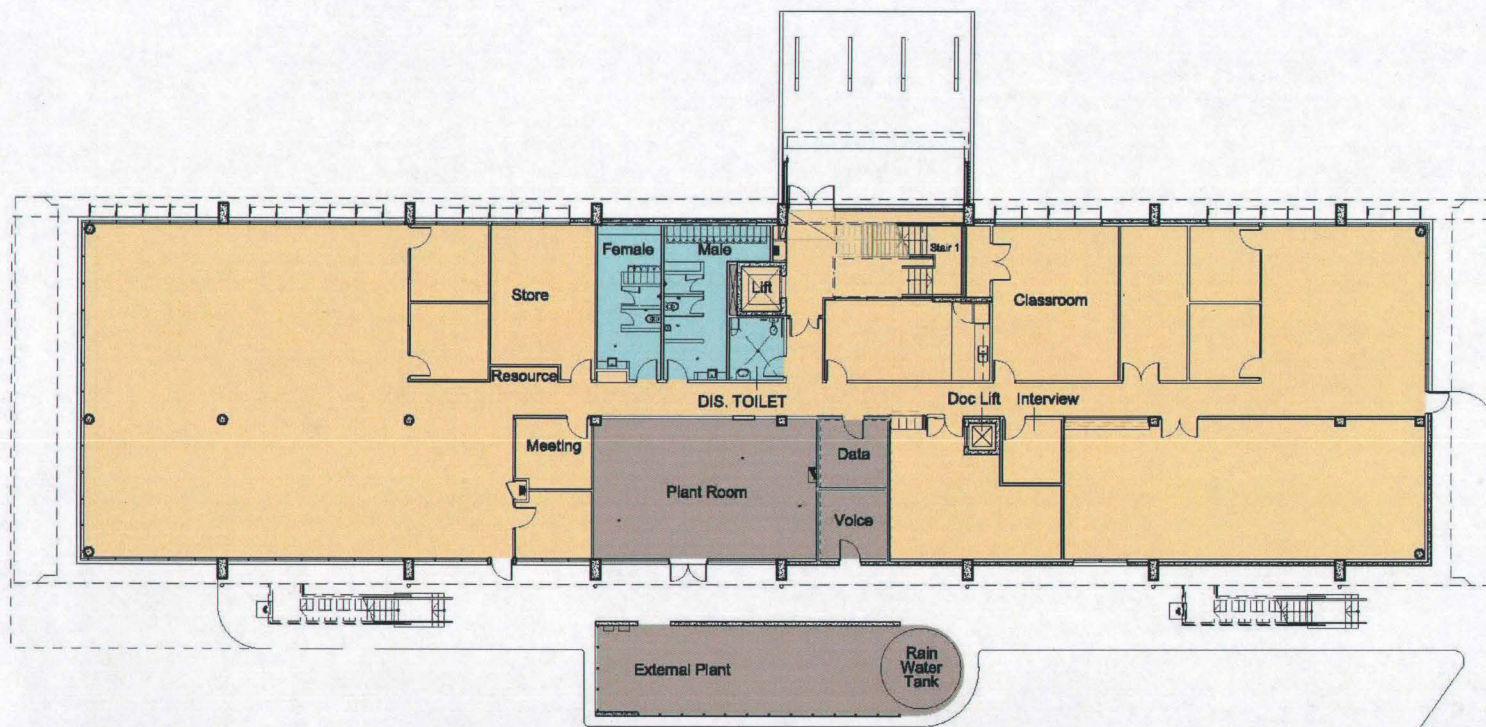 Female
Male
Stair 1
Store
Lift
Classroom
Resource
DIS. TOILET
Doc Lift
Interview
Meeting
Data
Plant Room
Voice
External Plant
Rain
Water
Tank